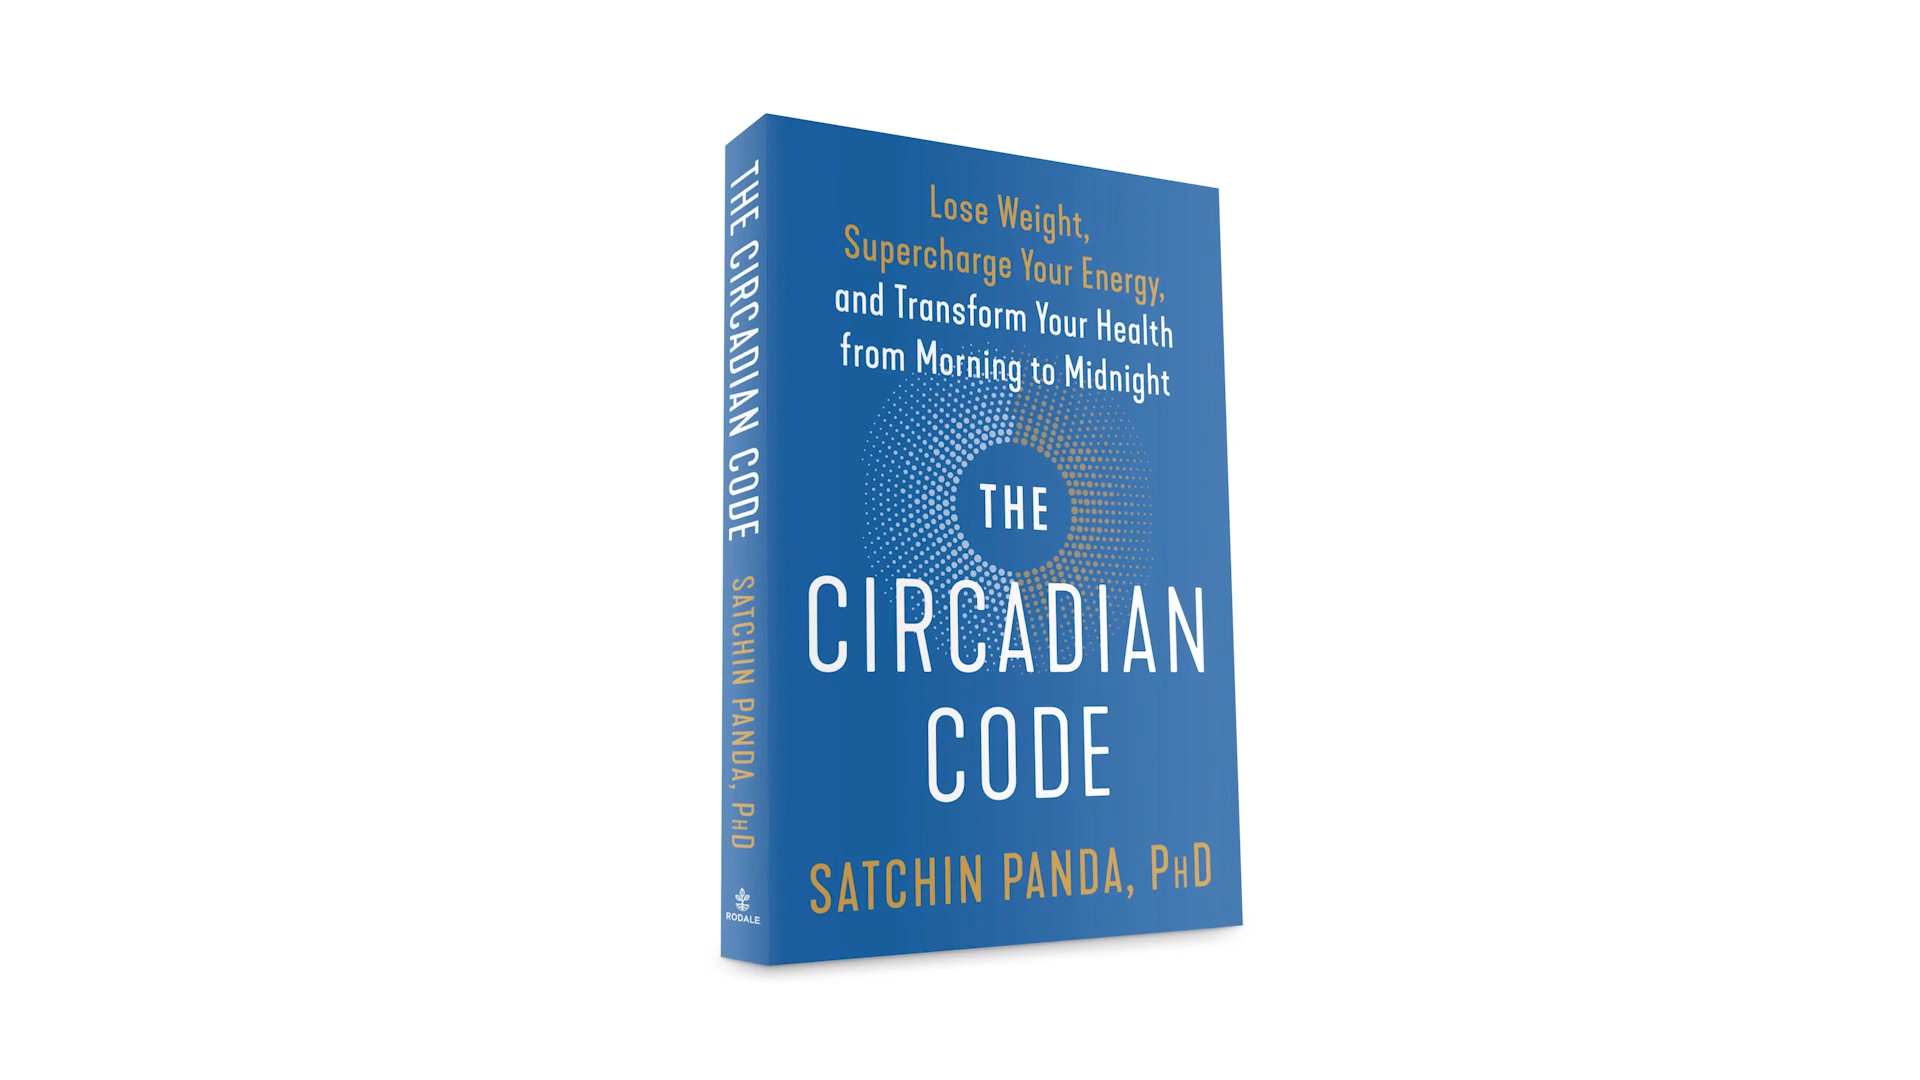 Lose Weight,
Supercharge Your Energy,
and Transform Your Health
from Morning to Midnight
THE
CIRCADIAN
CODE
SATCHIN PANDA, PHD
THE CIRCADIAN CODE SATCHIN PANDA, PHD
RODALE